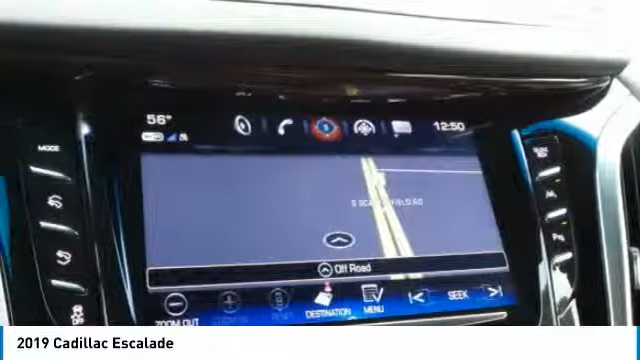 56°
12:50
MODE
Off Road
ZOOM OUT
DESTINATION
MENU
SEEK
2019 Cadillac Escalade